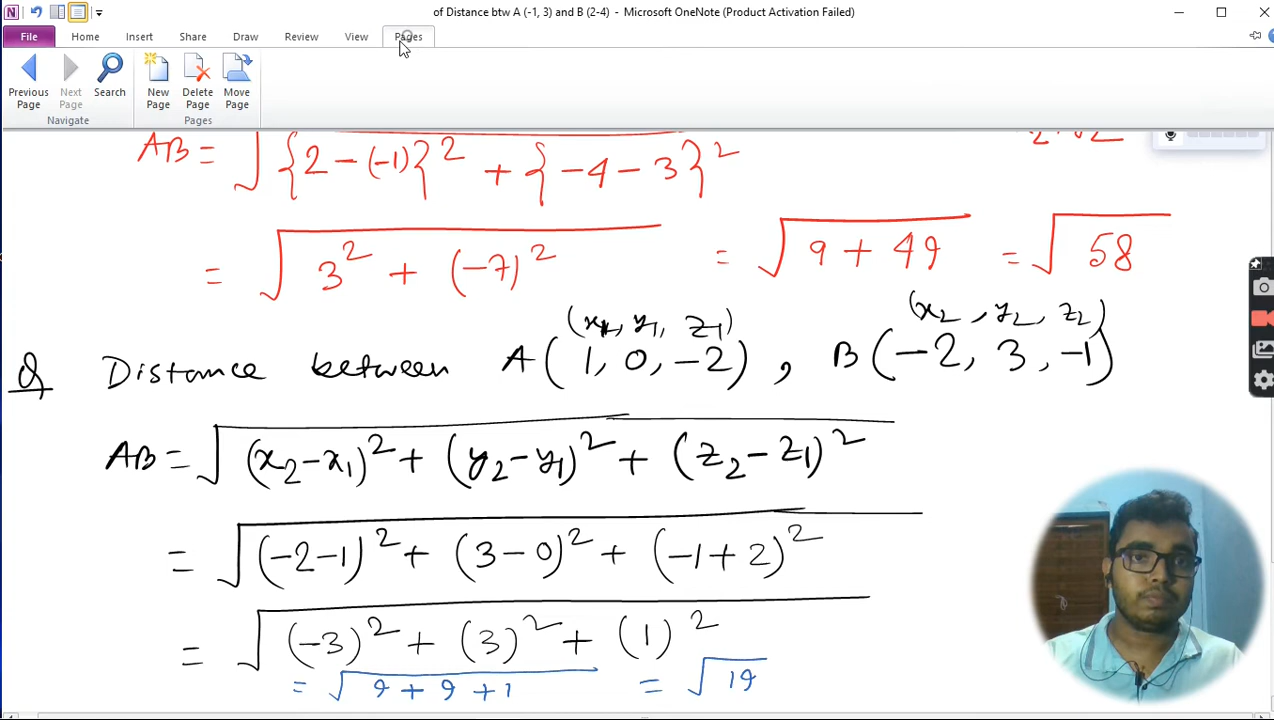 of Distance btw A (-1, 3) and B (2-4) - Microsoft OneNote (Product Activation Failed)
File Home Insert Share Draw Review View Pages
Previous Page Next Page Search New Page Delete Page Move Page
Navigate Pages
AB = √{2-(-1)}² + {-4-3}²
= √3² + (-7)² = √9 + 49 = √58
(x₁, y₁, z₁) (x₂, y₂, z₂)
Q Distance between A(1, 0, -2), B(-2, 3, -1)
AB = √(x₂-x₁)² + (y₂-y₁)² + (z₂-z₁)²
= √(-2-1)² + (3-0)² + (-1+2)²
= √(-3)² + (3)² + (1)²
= √9+9+1 = √19